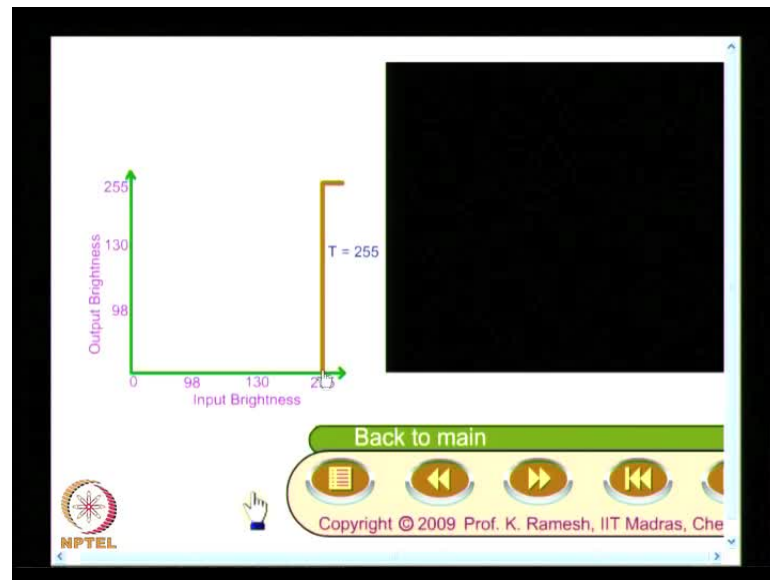 255
130
98
Output Brightness
T = 255
0 98 130
Input Brightness
Back to main
Copyright © 2009 Prof. K. Ramesh, IIT Madras, Che
NPTEL